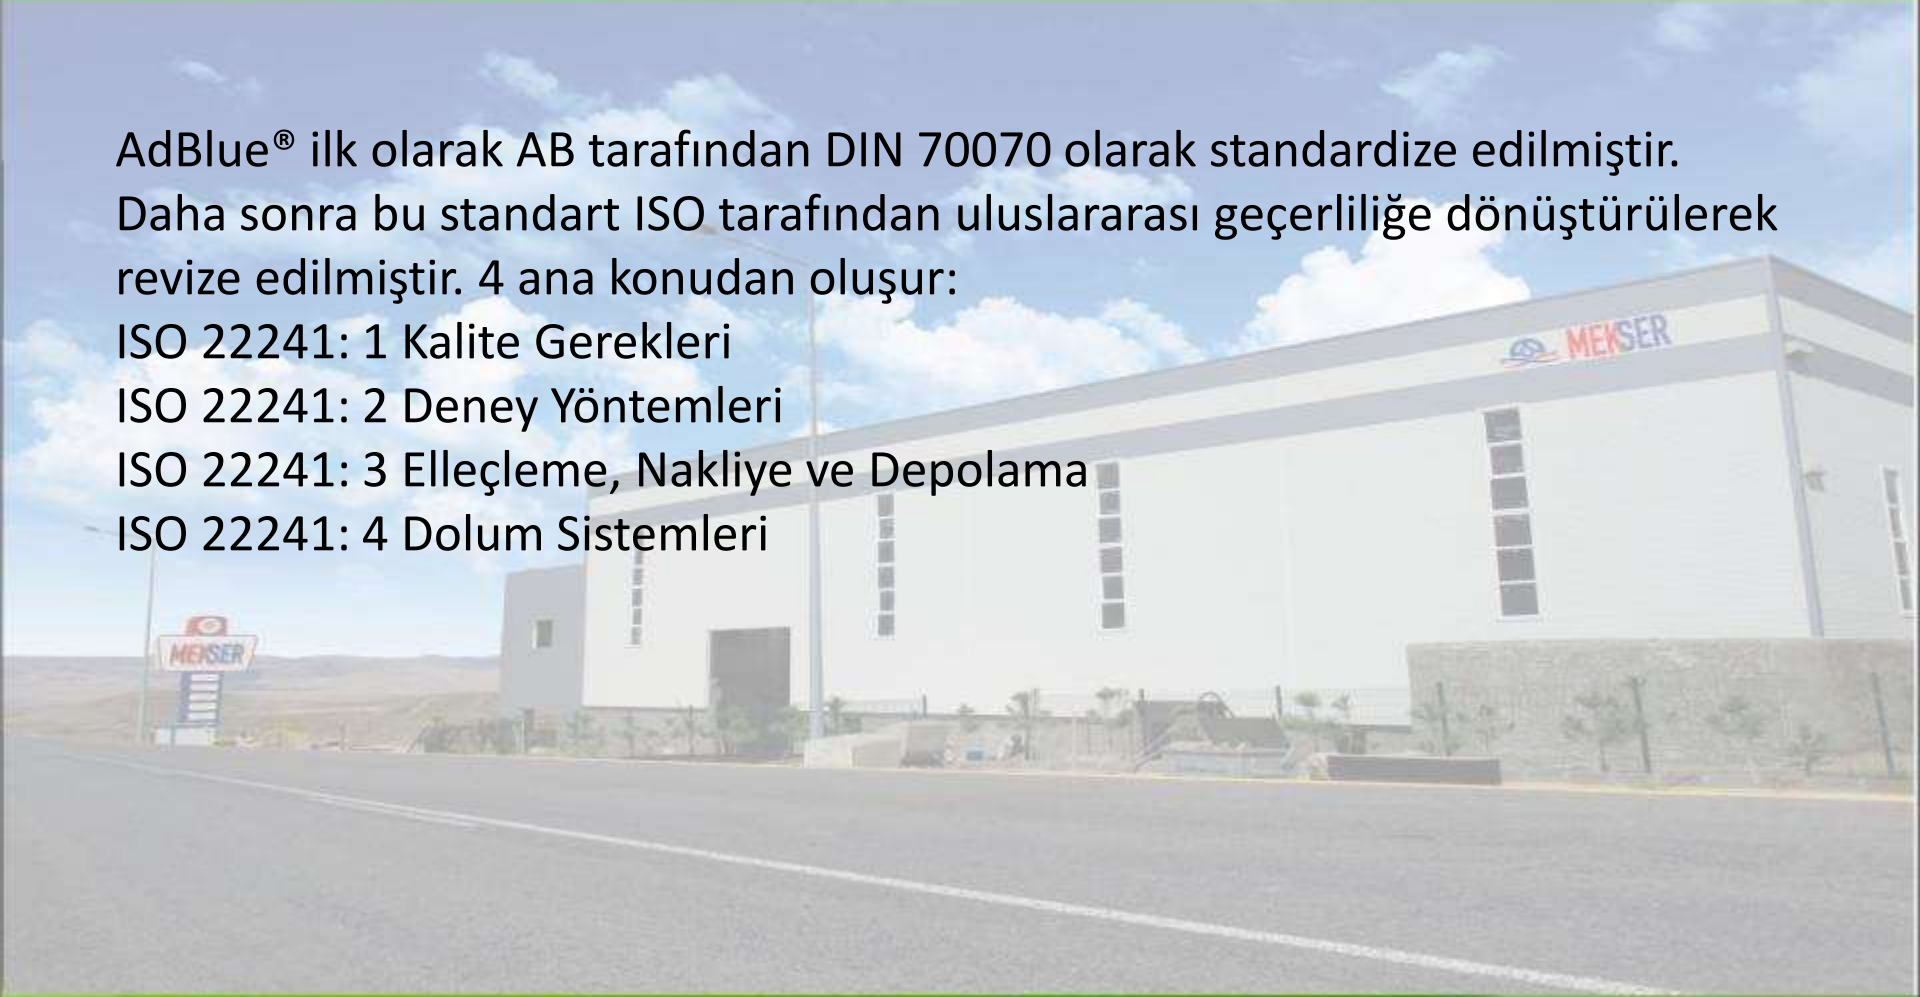 AdBlue® ilk olarak AB tarafından DIN 70070 olarak standardize edilmiştir.
Daha sonra bu standart ISO tarafından uluslararası geçerliliğe dönüştürülerek
revize edilmiştir. 4 ana konudan oluşur:
ISO 22241: 1 Kalite Gerekleri
ISO 22241: 2 Deney Yöntemleri
ISO 22241: 3 Elleçleme, Nakliye ve Depolama
ISO 22241: 4 Dolum Sistemleri
MEKSER
MEKSER